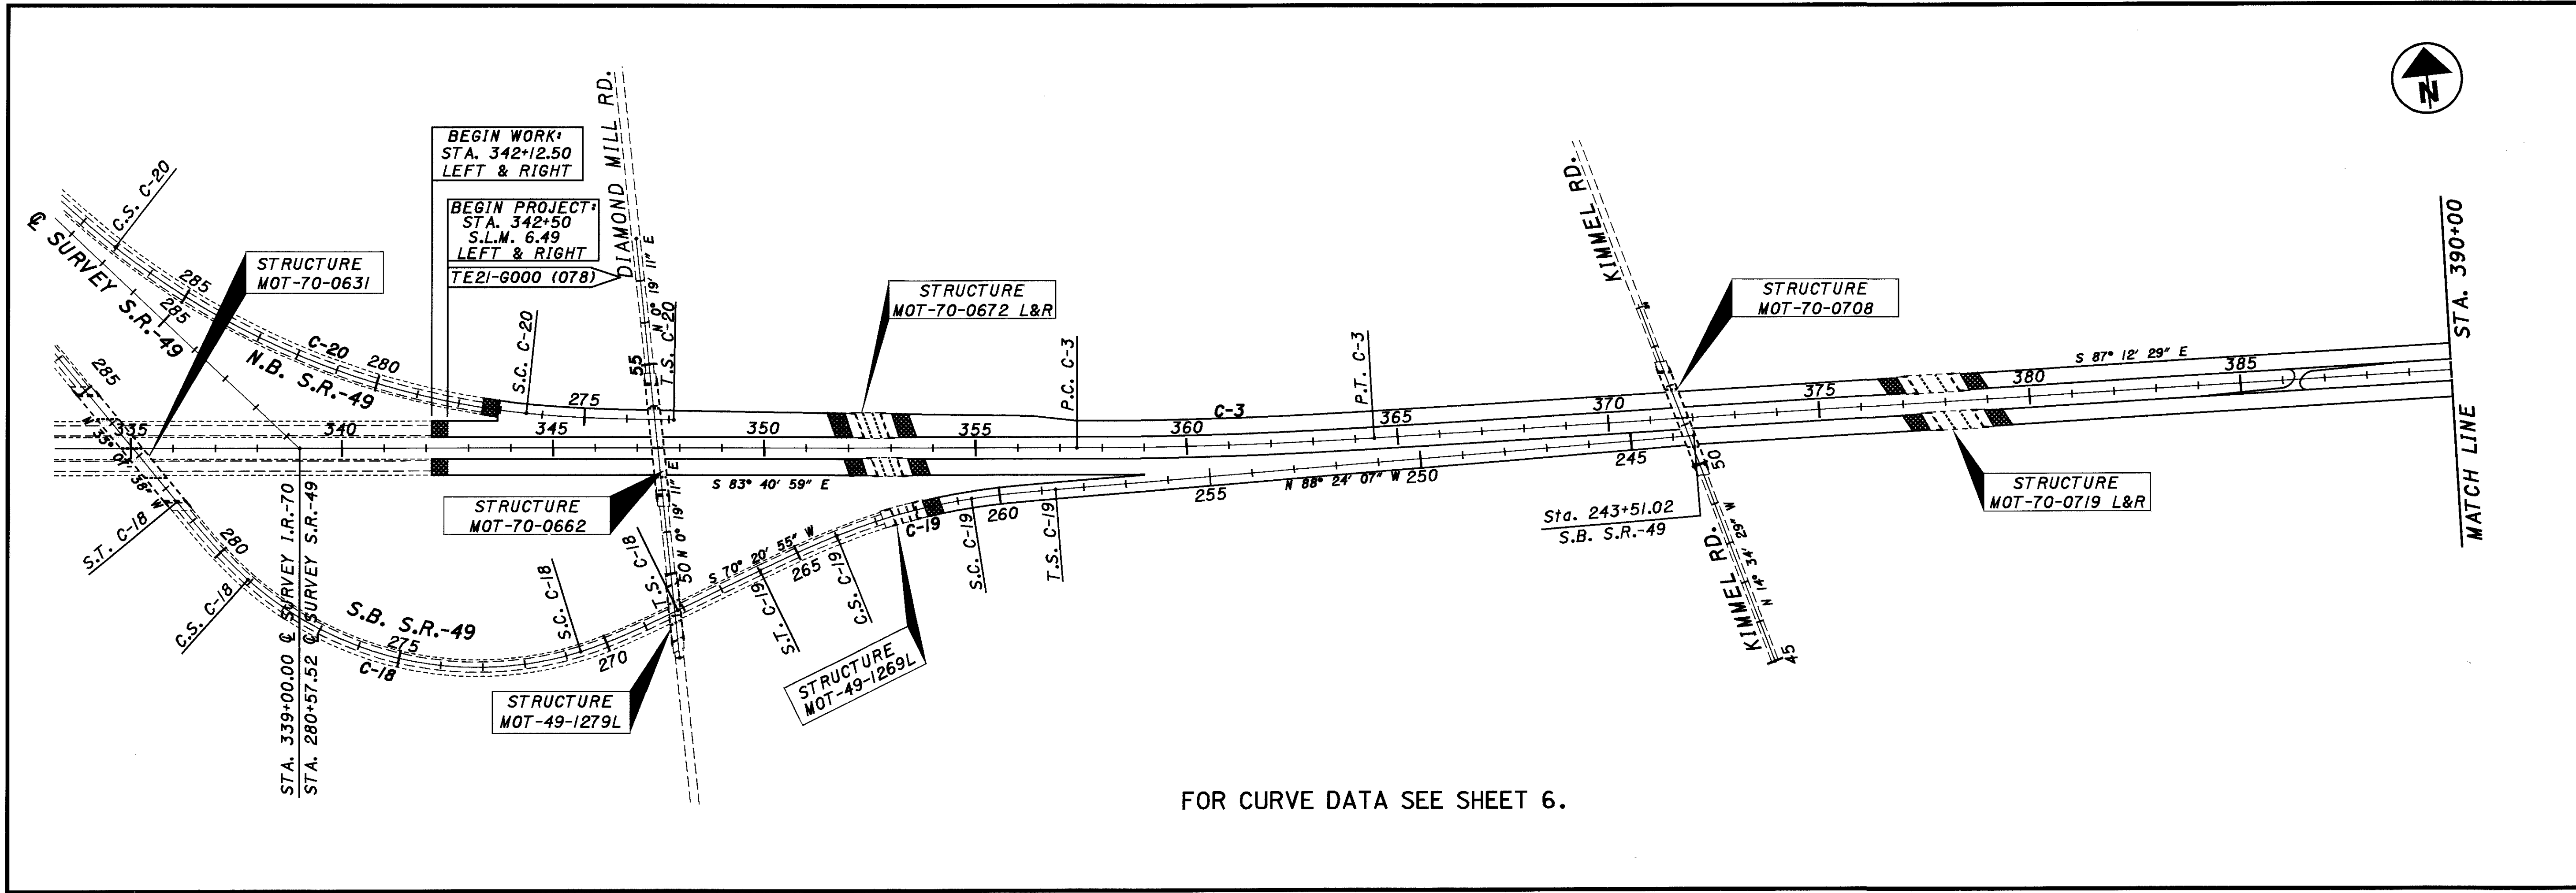 BEGIN WORK:
STA. 342+12.50
LEFT & RIGHT
BEGIN PROJECT:
STA. 342+50
S.L.M. 6.49
LEFT & RIGHT
TE21-G000 (078)
DIAMOND MILL RD.
N 0° 19' 11" E
55
T.S. C-20
S.C. C-20
C.S. C-20
℄ SURVEY S.R.-49
285
285
C-20
280
N.B. S.R.-49
275
STRUCTURE
MOT-70-0631
STRUCTURE
MOT-70-0672 L&R
P.C. C-3
P.T. C-3
C-3
KIMMEL RD.
STRUCTURE
MOT-70-0708
N
STA. 390+00
MATCH LINE
S 87° 12' 29" E
335
340
345
350
355
360
365
370
375
380
385
285
N 35° 07' 38" W
S.T. C-18
280
C.S. C-18
STA. 339+00.00 ℄ SURVEY I.R.-70
STA. 280+57.52 ℄ SURVEY S.R.-49
S.B. S.R.-49
275
C-18
S.C. C-18
270
T.S. C-18
50
N 0° 19' 11" E
S 83° 40' 59" E
STRUCTURE
MOT-70-0662
STRUCTURE
MOT-49-1279L
S 70° 20' 55" W
S.T. C-19
265
C.S. C-19
C-19
STRUCTURE
MOT-49-1269L
S.C. C-19
260
T.S. C-19
255
N 88° 24' 07" W
250
245
Sta. 243+51.02
S.B. S.R.-49
50
KIMMEL RD.
N 14° 34' 29" W
45
STRUCTURE
MOT-70-0719 L&R
FOR CURVE DATA SEE SHEET 6.